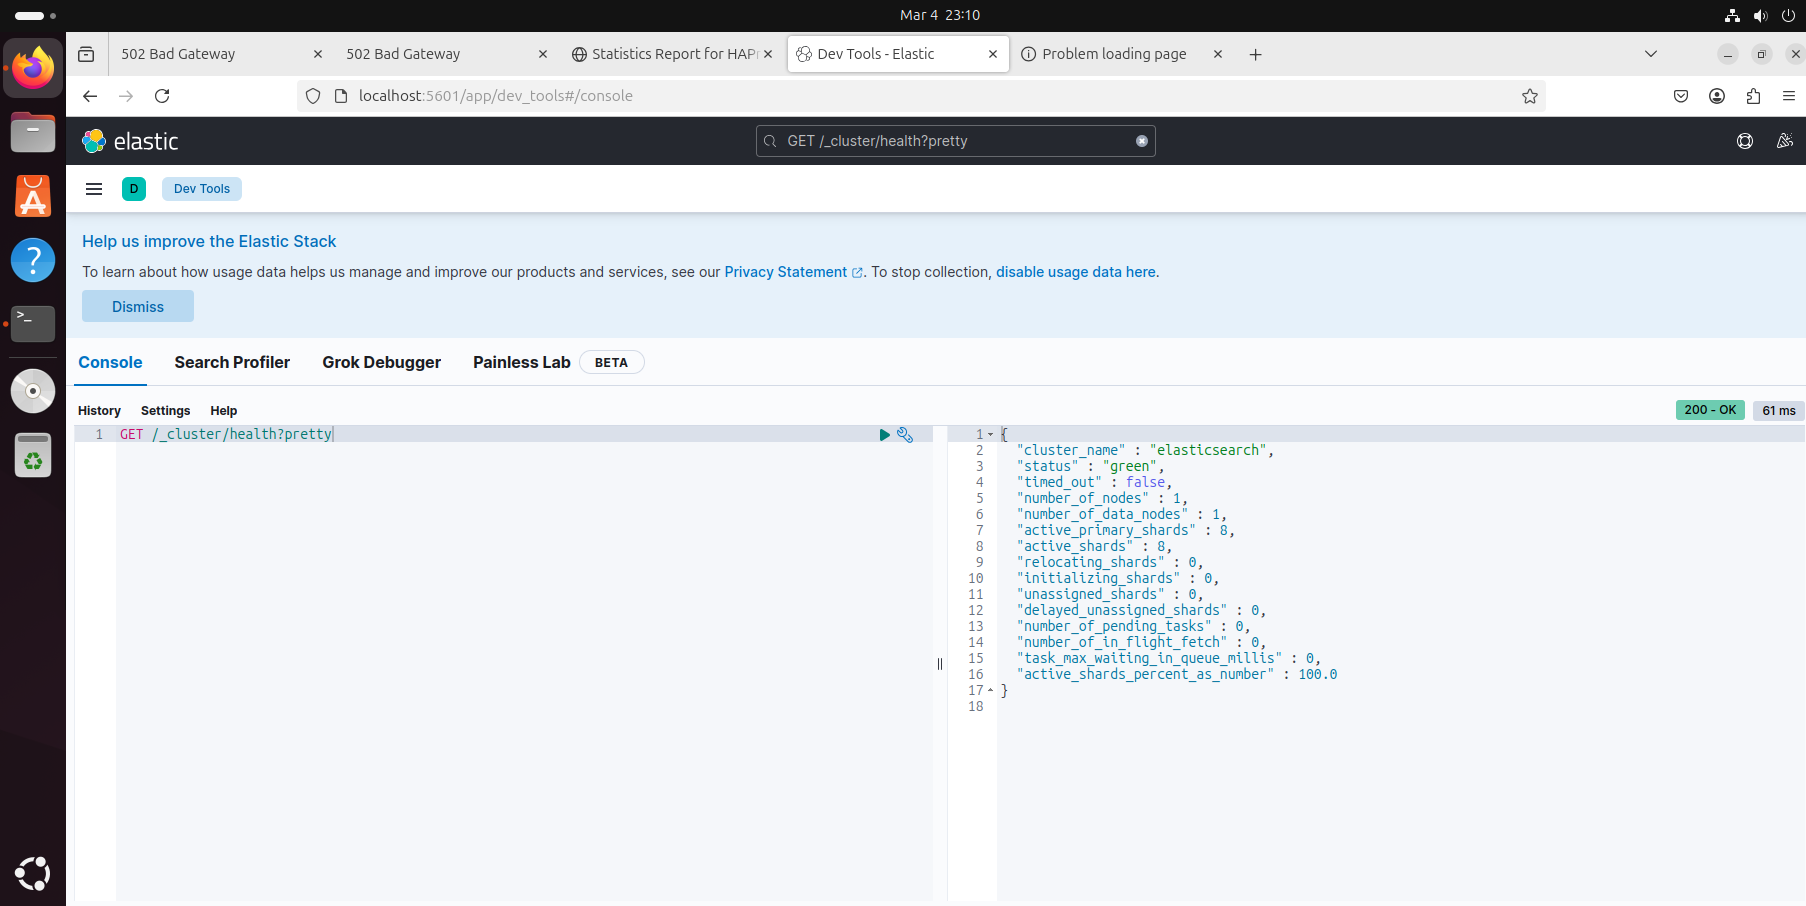 Mar 4 23:10
502 Bad Gateway
502 Bad Gateway
Statistics Report for HAP
Dev Tools - Elastic
Problem loading page
localhost:5601/app/dev_tools#/console
elastic
GET /_cluster/health?pretty
D
Dev Tools
Help us improve the Elastic Stack
To learn about how usage data helps us manage and improve our products and services, see our Privacy Statement. To stop collection, disable usage data here.
Dismiss
Console
Search Profiler
Grok Debugger
Painless Lab
BETA
History
Settings
Help
200 - OK
61 ms
1 GET /_cluster/health?pretty
1 {
2 "cluster_name" : "elasticsearch",
3 "status" : "green",
4 "timed_out" : false,
5 "number_of_nodes" : 1,
6 "number_of_data_nodes" : 1,
7 "active_primary_shards" : 8,
8 "active_shards" : 8,
9 "relocating_shards" : 0,
10 "initializing_shards" : 0,
11 "unassigned_shards" : 0,
12 "delayed_unassigned_shards" : 0,
13 "number_of_pending_tasks" : 0,
14 "number_of_in_flight_fetch" : 0,
15 "task_max_waiting_in_queue_millis" : 0,
16 "active_shards_percent_as_number" : 100.0
17 }
18